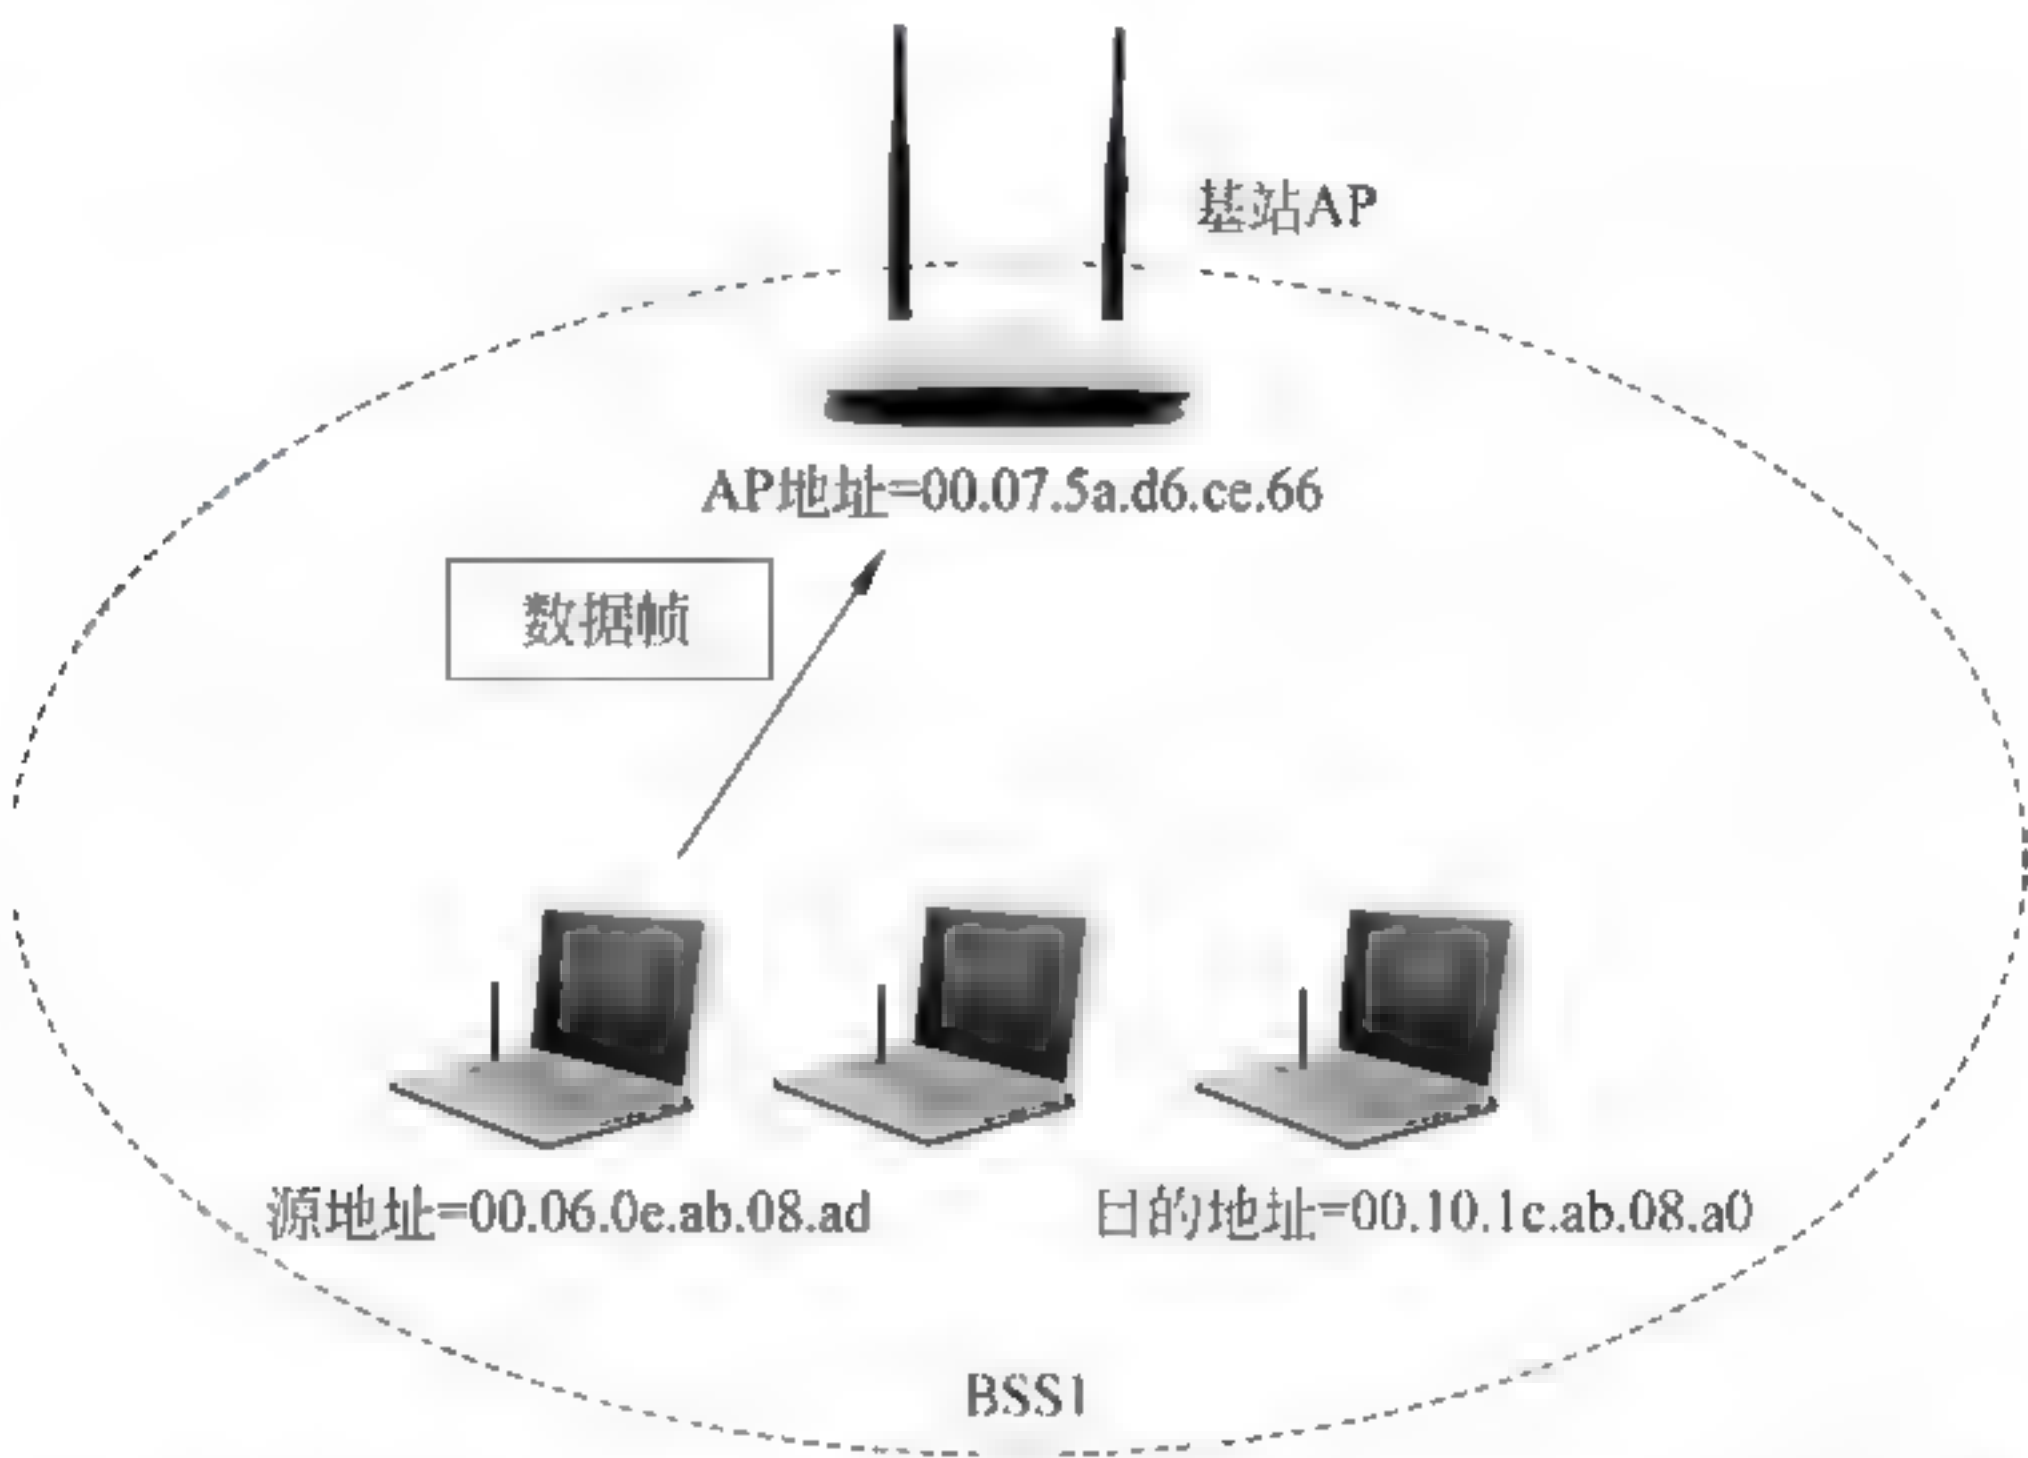 基站AP
AP地址=00.07.5a.d6.ce.66
数据帧
源地址=00.06.0e.ab.08.ad
目的地址=00.10.1c.ab.08.a0
BSS1